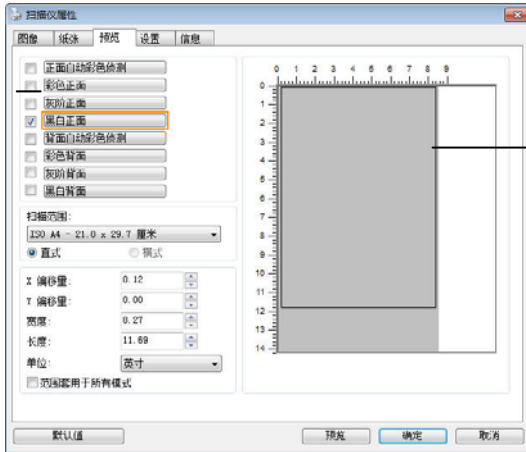 扫描仪属性
图像 纸张 预览 设置 信息
正面自动彩色侦测
彩色正面
灰阶正面
黑白正面
背面自动彩色侦测
彩色背面
灰阶背面
黑白背面
扫描范围:
ISO A4 - 21.0 x 29.7 厘米
直式 横式
X 偏移量: 0.12
Y 偏移量: 0.00
宽度: 8.27
长度: 11.69
单位: 英寸
范围套用于所有模式
0 1 2 3 4 5 6 7 8 9
0
1
2
3
4
5
6
7
8
9
10
11
12
13
14
默认值 预览 确定 取消